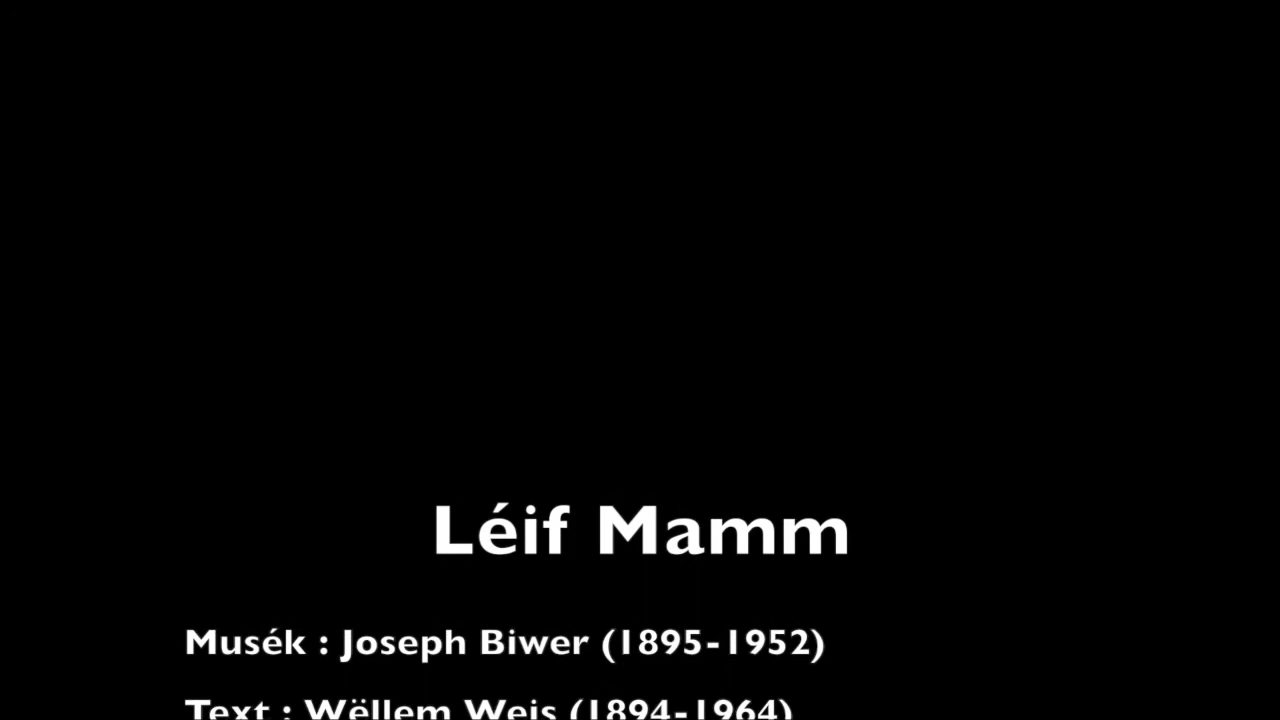 Léif Mamm
Musék : Joseph Biwer (1895-1952)
Text : Wëllem Weis (1894-1964)